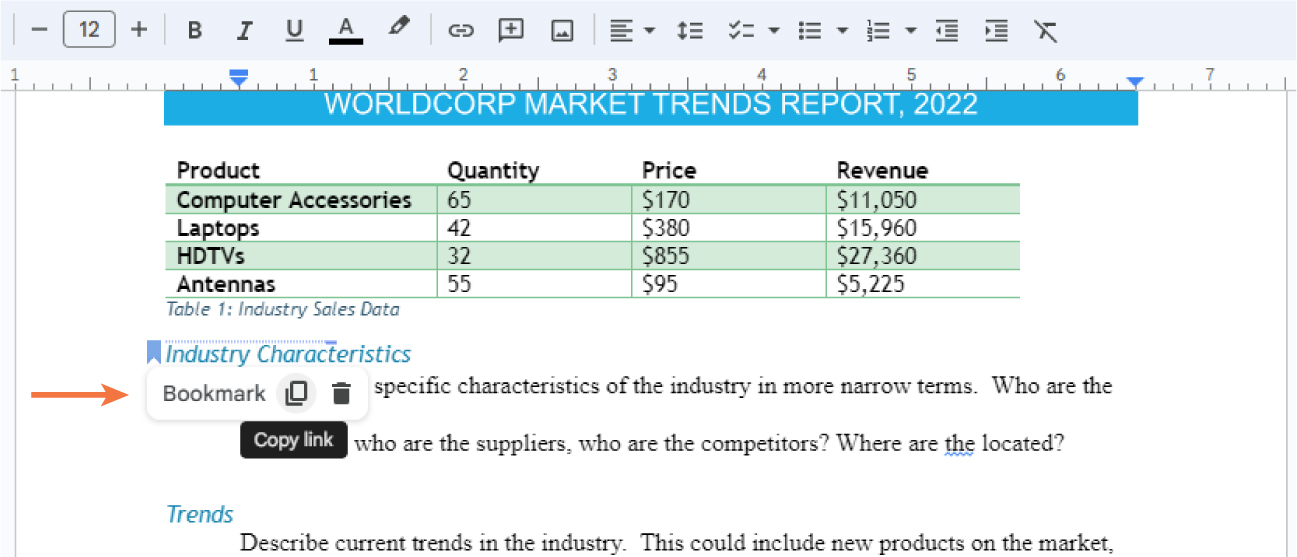 12
B I U A
1 1 2 3 4 5 6 7
WORLDCORP MARKET TRENDS REPORT, 2022
Product Quantity Price Revenue
Computer Accessories 65 $170 $11,050
Laptops 42 $380 $15,960
HDTVs 32 $855 $27,360
Antennas 55 $95 $5,225
Table 1: Industry Sales Data
Industry Characteristics
Bookmark specific characteristics of the industry in more narrow terms.  Who are the
Copy link who are the suppliers, who are the competitors? Where are the located?
Trends
Describe current trends in the industry.  This could include new products on the market,